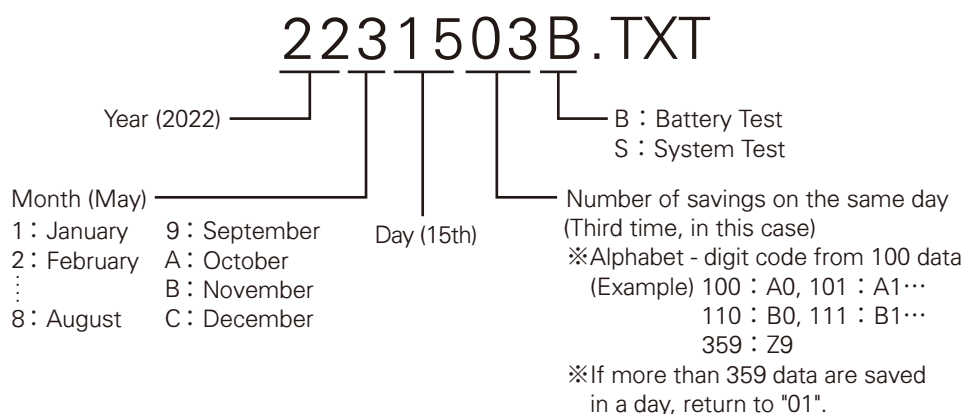 2231503B.TXT
Year (2022)
B：Battery Test
S：System Test
Month (May)
1：January 9：September
2：February A：October
⋮ B：November
8：August C：December
Day (15th)
Number of savings on the same day
(Third time, in this case)
※Alphabet - digit code from 100 data
(Example) 100：A0, 101：A1…
110：B0, 111：B1…
359：Z9
※If more than 359 data are saved
in a day, return to "01".